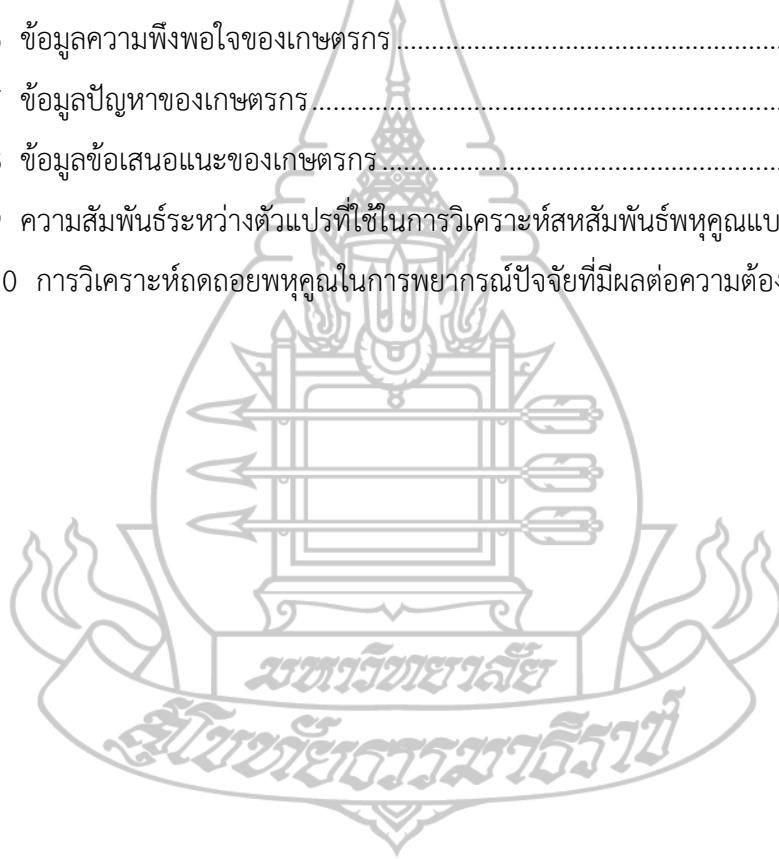 ข้อมูลความพึงพอใจของเกษตรกร
ข้อมูลปัญหาของเกษตรกร
ข้อมูลข้อเสนอแนะของเกษตรกร
ความสัมพันธ์ระหว่างตัวแปรที่ใช้ในการวิเคราะห์สหสัมพันธ์พหุคูณแบ
0 การวิเคราะห์ถดถอยพหุคูณในการพยากรณ์ปัจจัยที่มีผลต่อความต้อง
มหาวิทยาลัย
สุโขทัยธรรมาธิราช